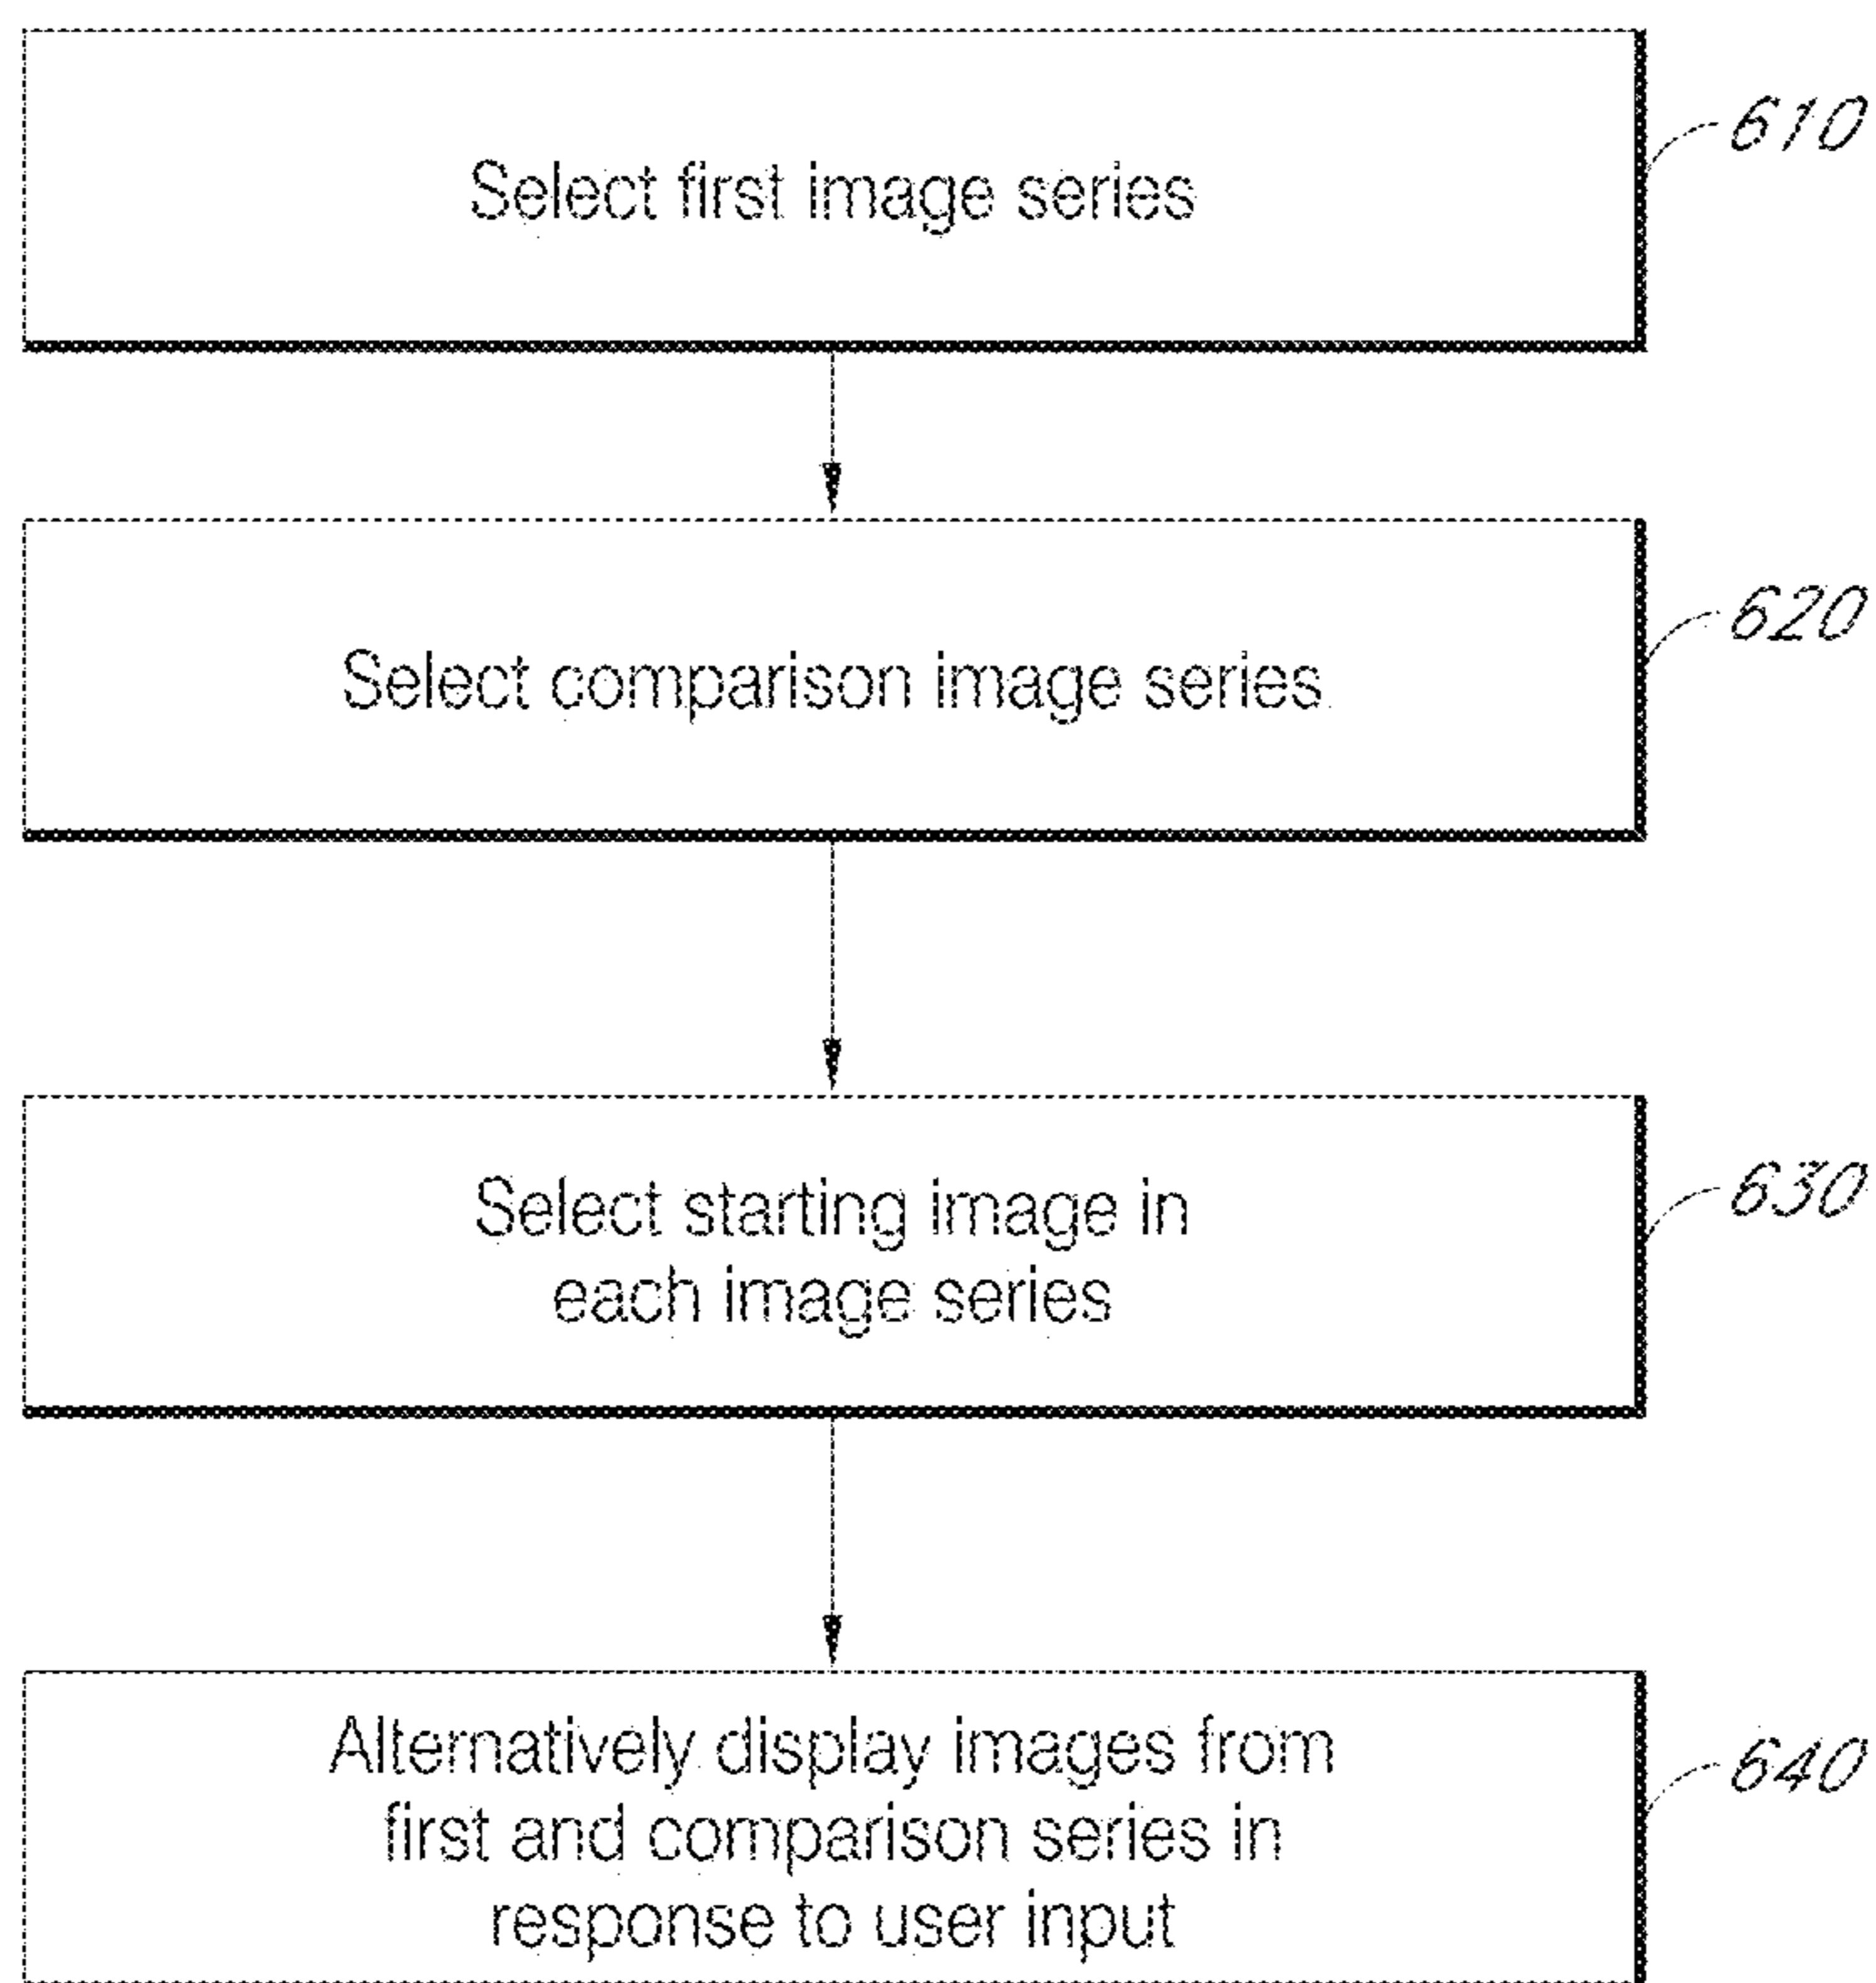 Select first image series
610
Select comparison image series
620
Select starting image in
each image series
630
Alternatively display images from
first and comparison series in
response to user input
640